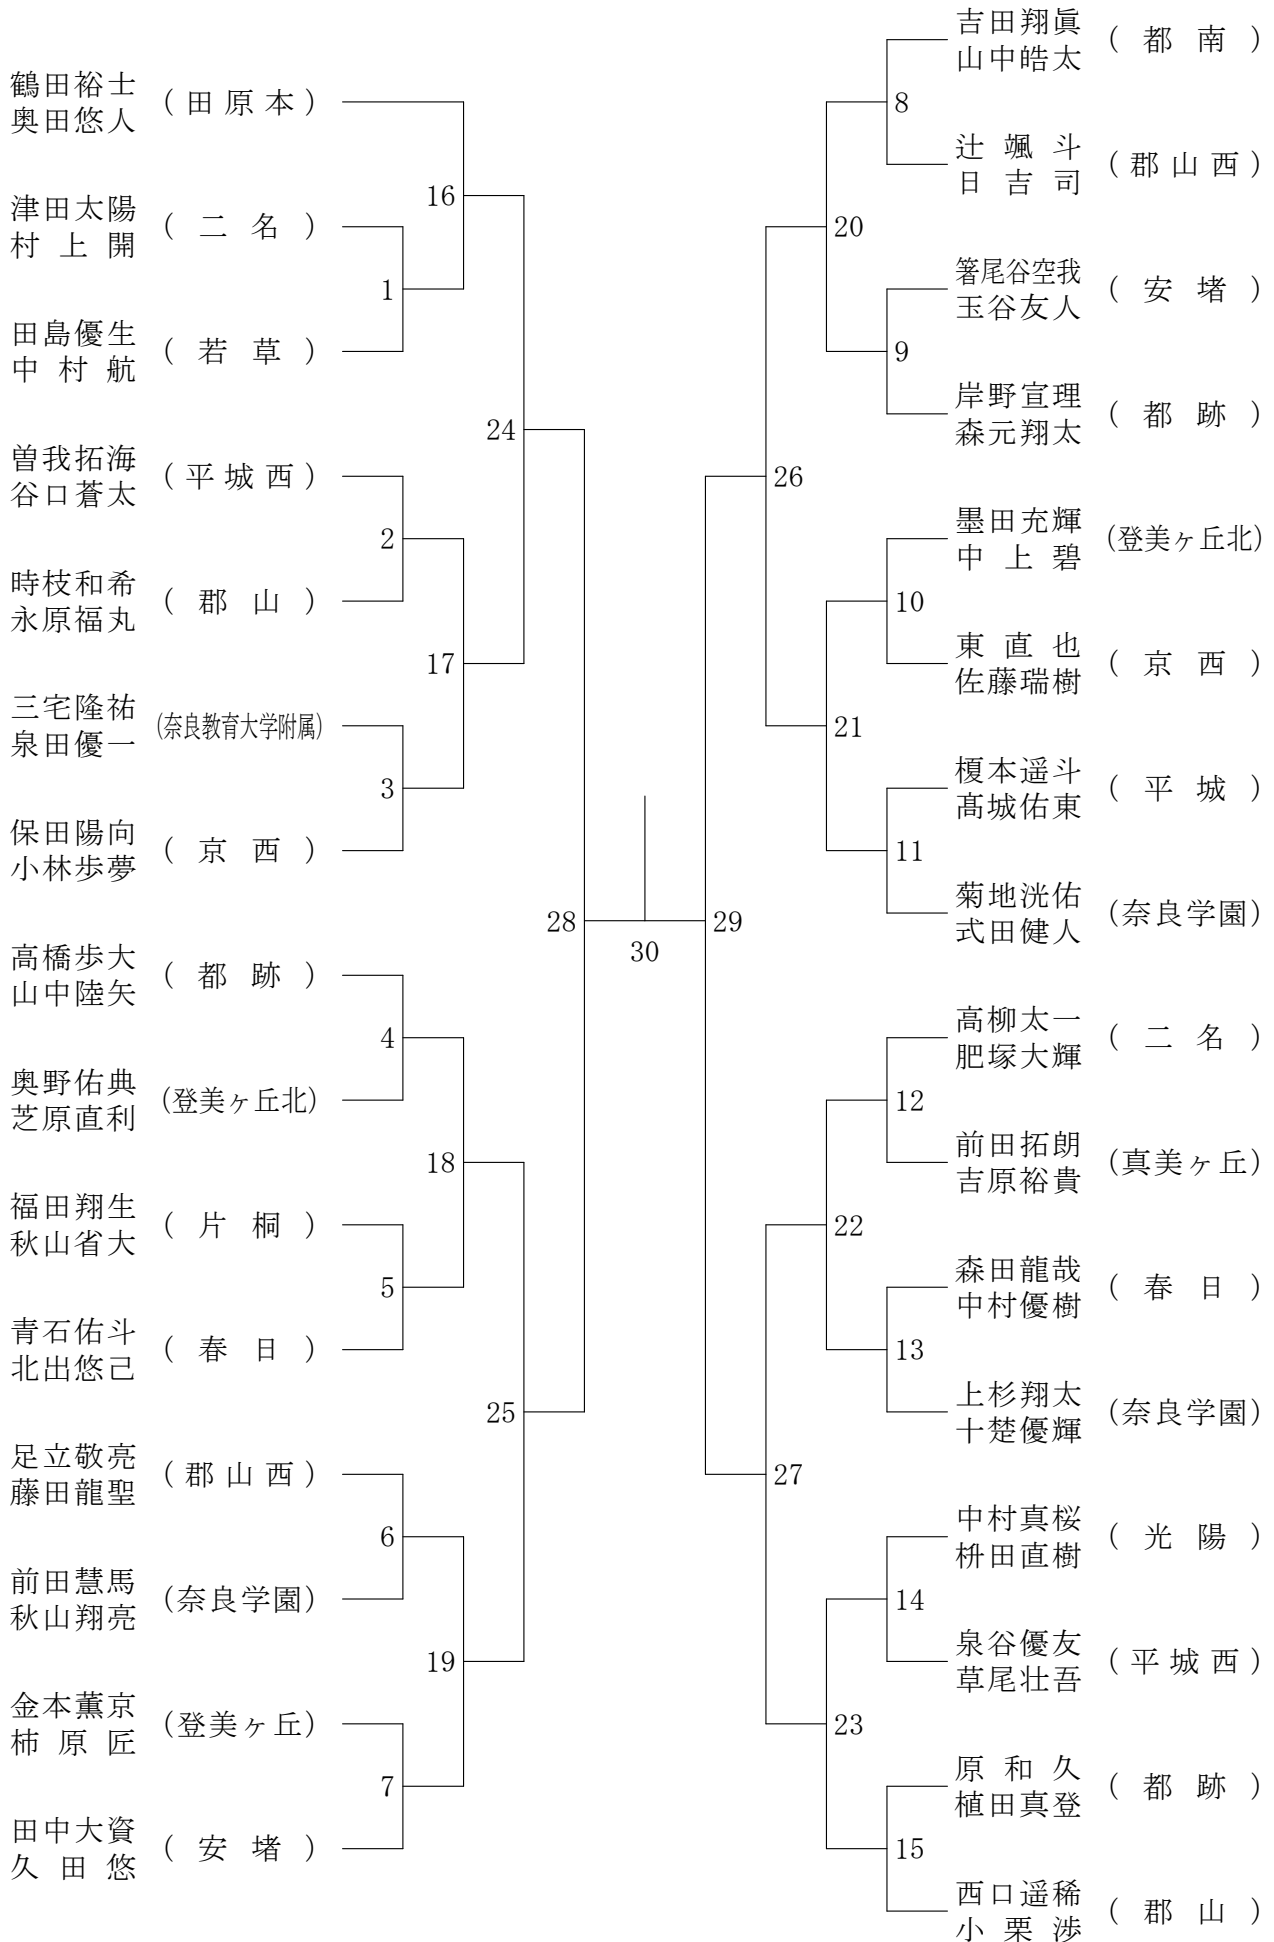 鶴田裕士
奥田悠人
(田原本)
津田太陽
村上開
(二名)
田島優生
中村航
(若草)
曽我拓海
谷口蒼太
(平城西)
時枝和希
永原福丸
(郡山)
三宅隆祐
泉田優一
(奈良教育大学附属)
保田陽向
小林歩夢
(京西)
高橋歩大
山中陸矢
(都跡)
奥野佑典
芝原直利
(登美ヶ丘北)
福田翔生
秋山省大
(片桐)
青石佑斗
北出悠己
(春日)
足立敬亮
藤田龍聖
(郡山西)
前田慧馬
秋山翔亮
(奈良学園)
金本薫京
柿原匠
(登美ヶ丘)
田中大資
久田悠
(安堵)
1
2
3
4
5
6
7
16
17
18
19
24
25
28
30
29
26
27
20
21
22
23
8
9
10
11
12
13
14
15
吉田翔眞
山中皓太
(都南)
辻颯斗
日吉司
(郡山西)
箸尾谷空我
玉谷友人
(安堵)
岸野宣理
森元翔太
(都跡)
墨田充輝
中上碧
(登美ヶ丘北)
東直也
佐藤瑞樹
(京西)
榎本遥斗
髙城佑東
(平城)
菊地洸佑
式田健人
(奈良学園)
高柳太一
肥塚大輝
(二名)
前田拓朗
吉原裕貴
(真美ヶ丘)
森田龍哉
中村優樹
(春日)
上杉翔太
十楚優輝
(奈良学園)
中村真桜
枡田直樹
(光陽)
泉谷優友
草尾壮吾
(平城西)
原和久
植田真登
(都跡)
西口遥稀
小栗渉
(郡山)